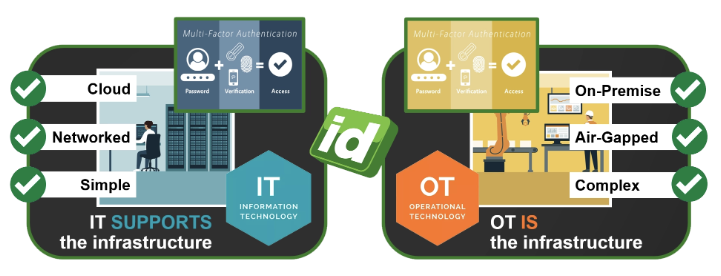 Multi-Factor Authentication
Password
Verification
Access
Cloud
Networked
Simple
IT
INFORMATION
TECHNOLOGY
IT SUPPORTS
the infrastructure
id
Multi-Factor Authentication
Password
Verification
Access
On-Premise
Air-Gapped
Complex
OT
OPERATIONAL
TECHNOLOGY
OT IS
the infrastructure